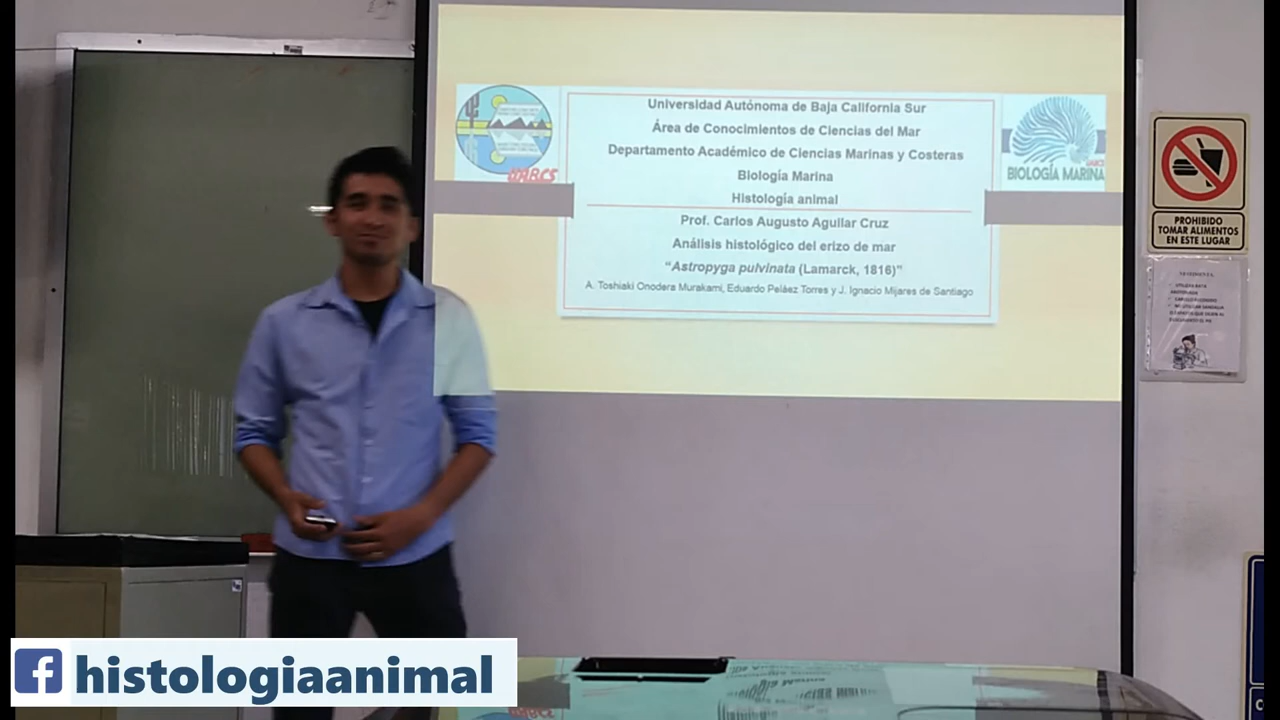 Universidad Autónoma de Baja California Sur
Área de Conocimientos de Ciencias del Mar
Departamento Académico de Ciencias Marinas y Costeras
Biología Marina
Histología animal
Prof. Carlos Augusto Aguilar Cruz
Análisis histológico del erizo de mar
“Astropyga pulvinata (Lamarck, 1816)”
A. Toshiaki Onodera Murakami, Eduardo Peláez Torres y J. Ignacio Mijares de Santiago
UABCS
UABCS
BIOLOGÍA MARINA
PROHIBIDO
TOMAR ALIMENTOS
EN ESTE LUGAR
histologiaanimal